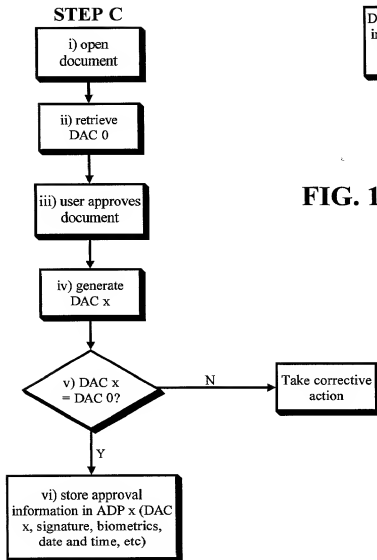 STEP C
i) open
document
ii) retrieve
DAC 0
iii) user approves
document
FIG. 1
iv) generate
DAC x
v) DAC x
= DAC 0?
N
Take corrective
action
Y
vi) store approval
information in ADP x (DAC
x, signature, biometrics,
date and time, etc)